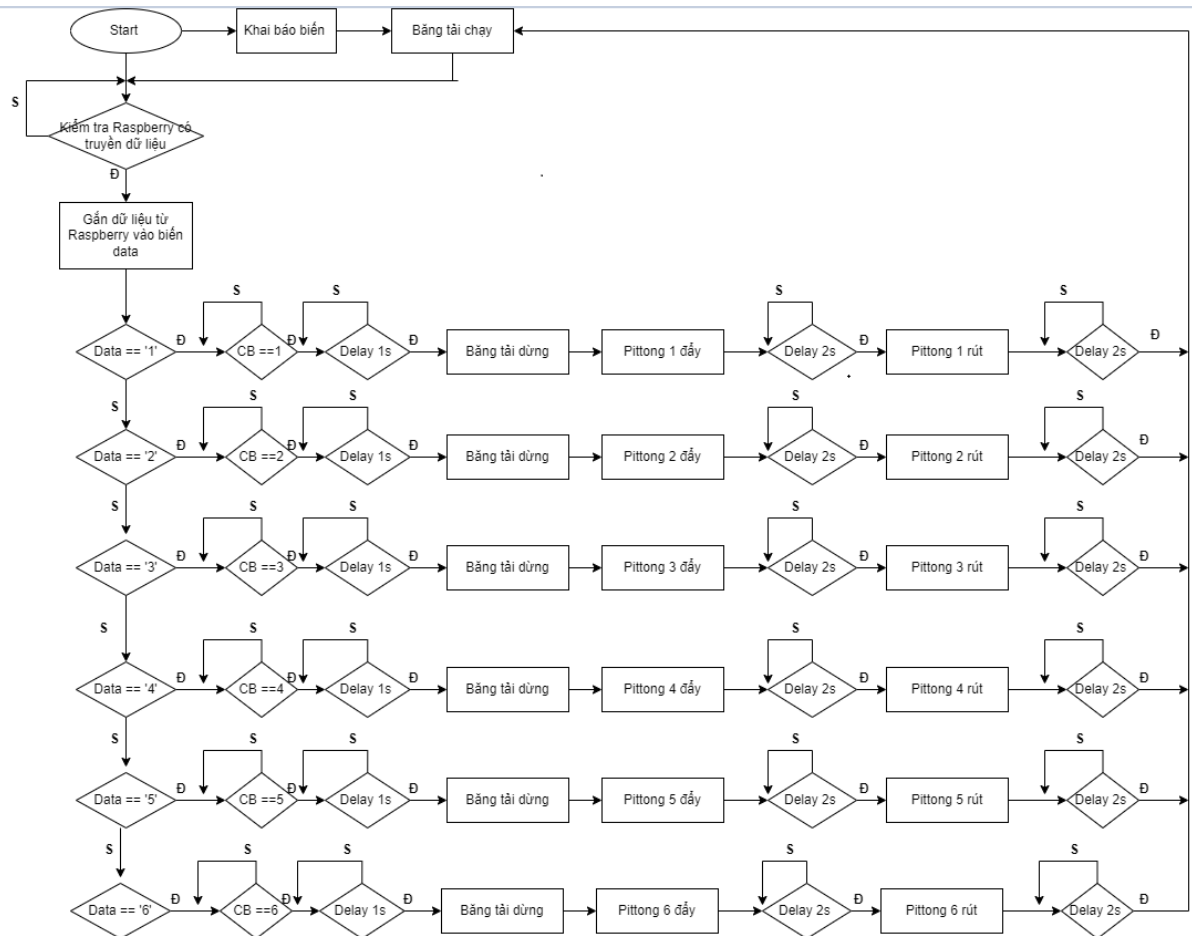 Start
Khai báo biến
Băng tải chạy
S
Kiểm tra Raspberry có
truyền dữ liệu
Đ
Gắn dữ liệu từ
Raspberry vào biến
data
S
S
S
S
Data == '1'
Đ
CB ==1
Đ
Delay 1s
Đ
Băng tải dừng
Pittong 1 đẩy
Delay 2s
Đ
Pittong 1 rút
Delay 2s
Đ
S
S
S
S
S
Data == '2'
Đ
CB ==2
Đ
Delay 1s
Đ
Băng tải dừng
Pittong 2 đẩy
Delay 2s
Đ
Pittong 2 rút
Delay 2s
Đ
S
S
S
S
S
Data == '3'
Đ
CB ==3
Đ
Delay 1s
Đ
Băng tải dừng
Pittong 3 đẩy
Delay 2s
Đ
Pittong 3 rút
Delay 2s
Đ
S
S
S
S
S
Data == '4'
Đ
CB ==4
Đ
Delay 1s
Đ
Băng tải dừng
Pittong 4 đẩy
Delay 2s
Đ
Pittong 4 rút
Delay 2s
Đ
S
S
S
S
S
Data == '5'
Đ
CB ==5
Đ
Delay 1s
Đ
Băng tải dừng
Pittong 5 đẩy
Delay 2s
Đ
Pittong 5 rút
Delay 2s
Đ
S
S
S
S
S
Data == '6'
Đ
CB ==6
Đ
Delay 1s
Đ
Băng tải dừng
Pittong 6 đẩy
Delay 2s
Đ
Pittong 6 rút
Delay 2s
Đ